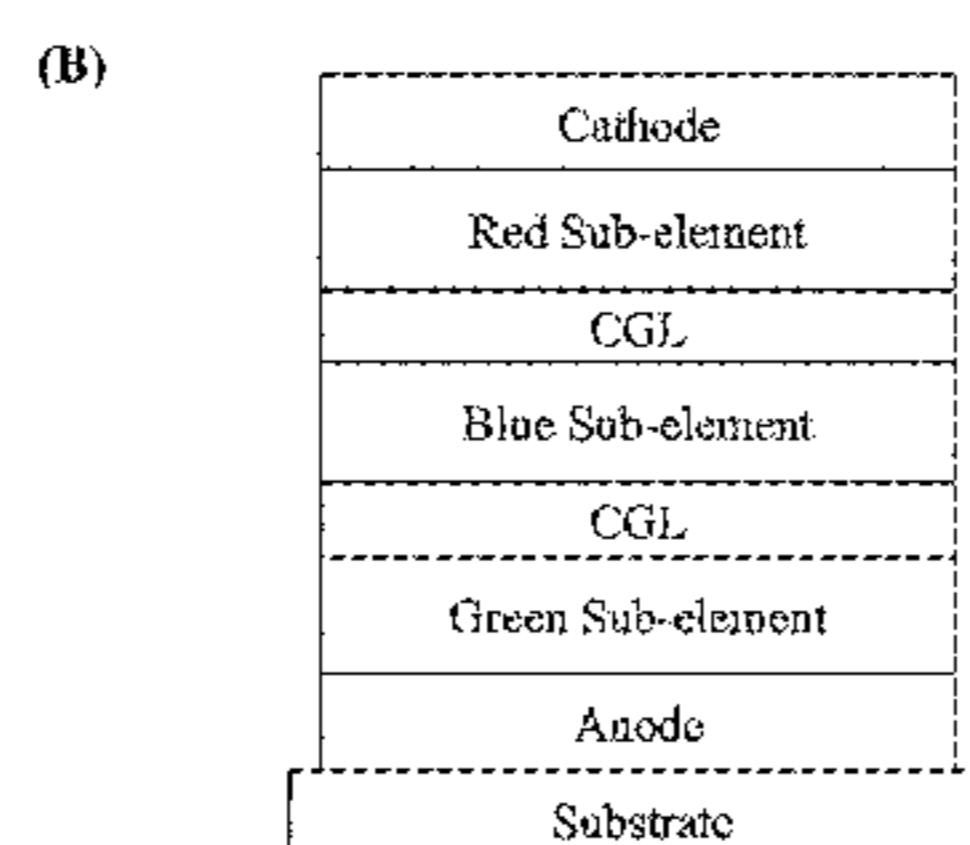 (B)
Cathode
Red Sub-element
CGL
Blue Sub-element
CGL
Green Sub-element
Anode
Substrate